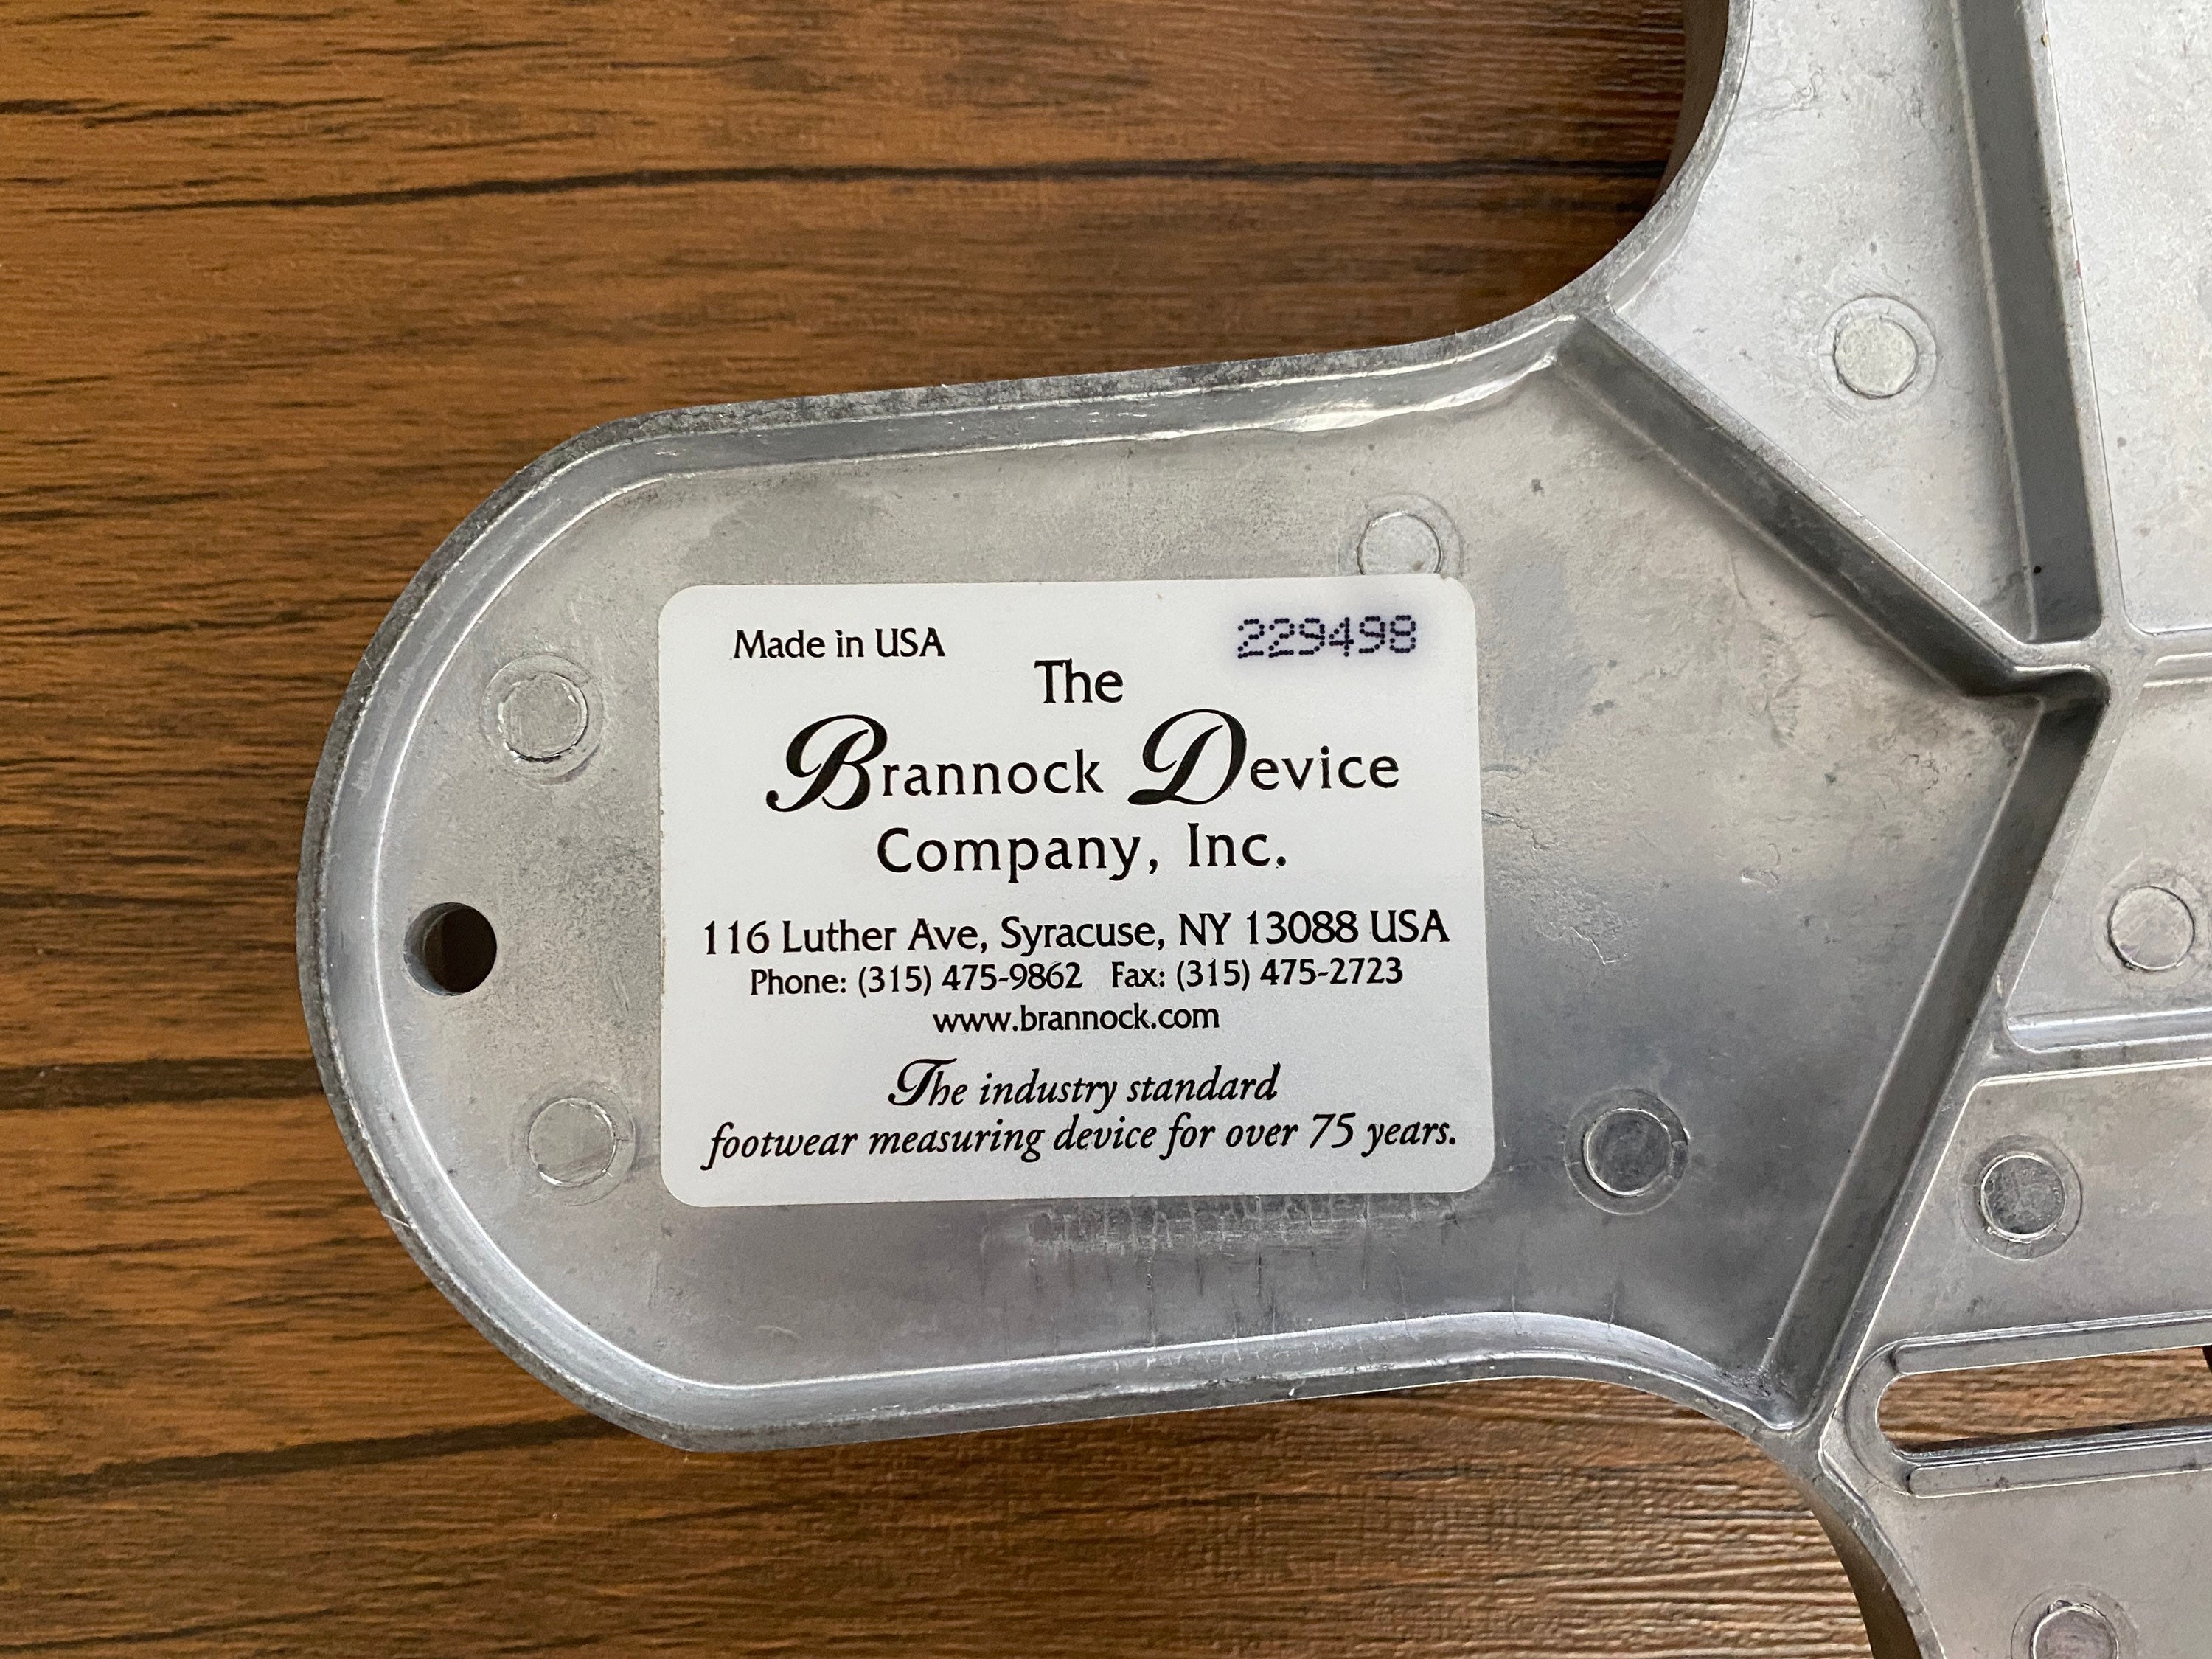 Made in USA 229498
The
Brannock Device
Company, Inc.
116 Luther Ave, Syracuse, NY 13088 USA
Phone: (315) 475-9862 Fax: (315) 475-2723
www.brannock.com
The industry standard
footwear measuring device for over 75 years.